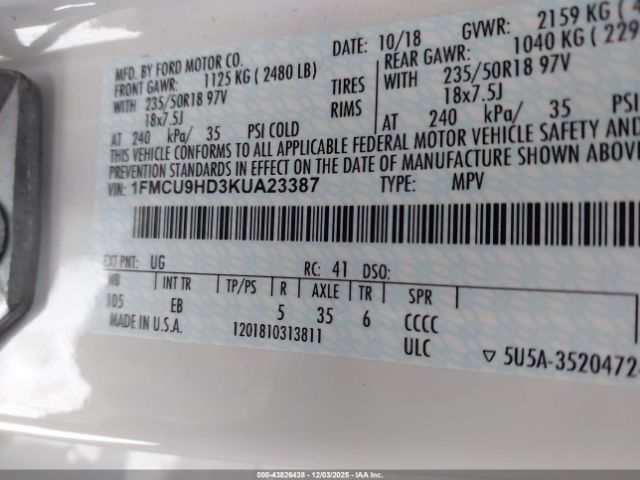 MFD. BY FORD MOTOR CO. DATE: 10/18 GVWR: 2159 KG
FRONT GAWR: 1125 KG ( 2480 LB) REAR GAWR: 1040 KG
WITH 235/50R18 97V TIRES WITH 235/50R18 97V
18x7.5J RIMS 18x7.5J
AT 240 kPa/ 35 PSI COLD AT 240 kPa/ 35 PSI
THIS VEHICLE CONFORMS TO ALL APPLICABLE FEDERAL MOTOR VEHICLE SAFETY AND
PREVENTION STANDARDS IN EFFECT ON THE DATE OF MANUFACTURE SHOWN ABOVE
VIN: 1FMCU9HD3KUA23387 TYPE: MPV
EXT PNT: UG RC: 41 DSO:
WB INT TR TP/PS R AXLE TR SPR
105 EB 5 35 6 CCCC
MADE IN U.S.A. 1201810313811 ULC ▽ 5U5A-3520472-
000-43826438 - 12/03/2025 - IAAI.COM